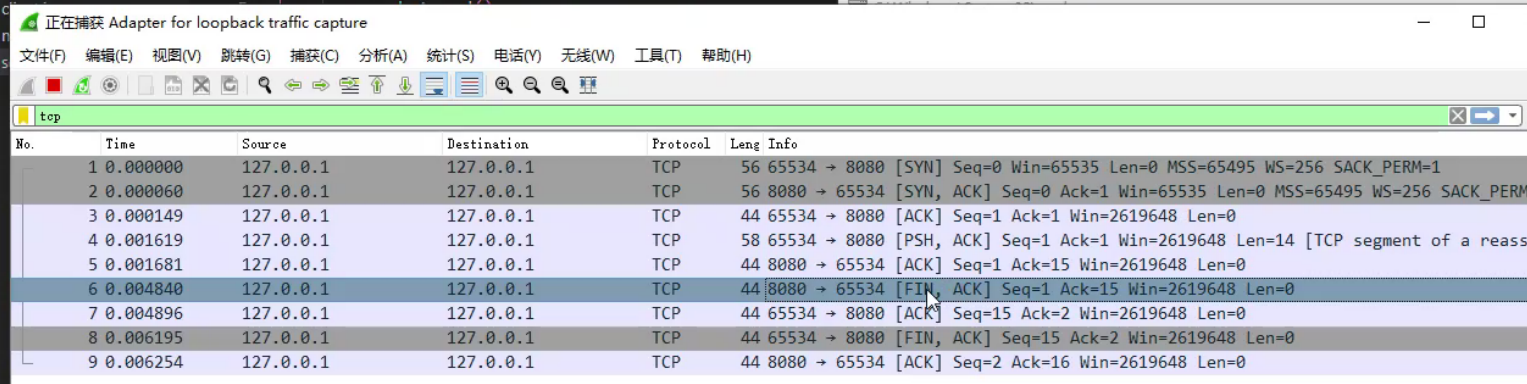 正在捕获 Adapter for loopback traffic capture
文件(F) 编辑(E) 视图(V) 跳转(G) 捕获(C) 分析(A) 统计(S) 电话(Y) 无线(W) 工具(T) 帮助(H)
tcp
No. Time Source Destination Protocol Leng Info
1 0.000000 127.0.0.1 127.0.0.1 TCP 56 65534 → 8080 [SYN] Seq=0 Win=65535 Len=0 MSS=65495 WS=256 SACK_PERM=1
2 0.000060 127.0.0.1 127.0.0.1 TCP 56 8080 → 65534 [SYN, ACK] Seq=0 Ack=1 Win=65535 Len=0 MSS=65495 WS=256 SACK_PERM
3 0.000149 127.0.0.1 127.0.0.1 TCP 44 65534 → 8080 [ACK] Seq=1 Ack=1 Win=2619648 Len=0
4 0.001619 127.0.0.1 127.0.0.1 TCP 58 65534 → 8080 [PSH, ACK] Seq=1 Ack=1 Win=2619648 Len=14 [TCP segment of a reass
5 0.001681 127.0.0.1 127.0.0.1 TCP 44 8080 → 65534 [ACK] Seq=1 Ack=15 Win=2619648 Len=0
6 0.004840 127.0.0.1 127.0.0.1 TCP 44 8080 → 65534 [FIN, ACK] Seq=1 Ack=15 Win=2619648 Len=0
7 0.004896 127.0.0.1 127.0.0.1 TCP 44 65534 → 8080 [ACK] Seq=15 Ack=2 Win=2619648 Len=0
8 0.006195 127.0.0.1 127.0.0.1 TCP 44 65534 → 8080 [FIN, ACK] Seq=15 Ack=2 Win=2619648 Len=0
9 0.006254 127.0.0.1 127.0.0.1 TCP 44 8080 → 65534 [ACK] Seq=2 Ack=16 Win=2619648 Len=0